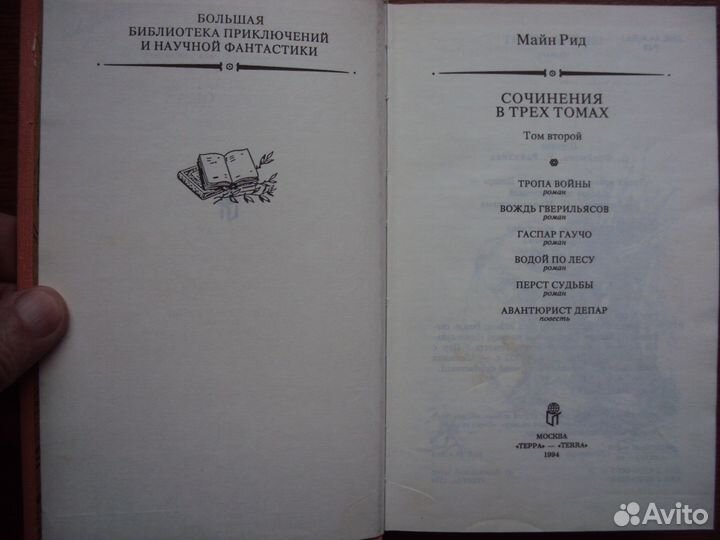 БОЛЬШАЯ
БИБЛИОТЕКА ПРИКЛЮЧЕНИЙ
И НАУЧНОЙ ФАНТАСТИКИ
Майн Рид
СОЧИНЕНИЯ
В ТРЕХ ТОМАХ
Том второй
ТРОПА ВОЙНЫ
роман
ВОЖДЬ ГВЕРИЛЬЯСОВ
роман
ГАСПАР ГАУЧО
роман
ВОДОЙ ПО ЛЕСУ
роман
ПЕРСТ СУДЬБЫ
роман
АВАНТЮРИСТ ДЕПАР
повесть
МОСКВА
«ТЕРРА» — «TERRA»
1994
Avito